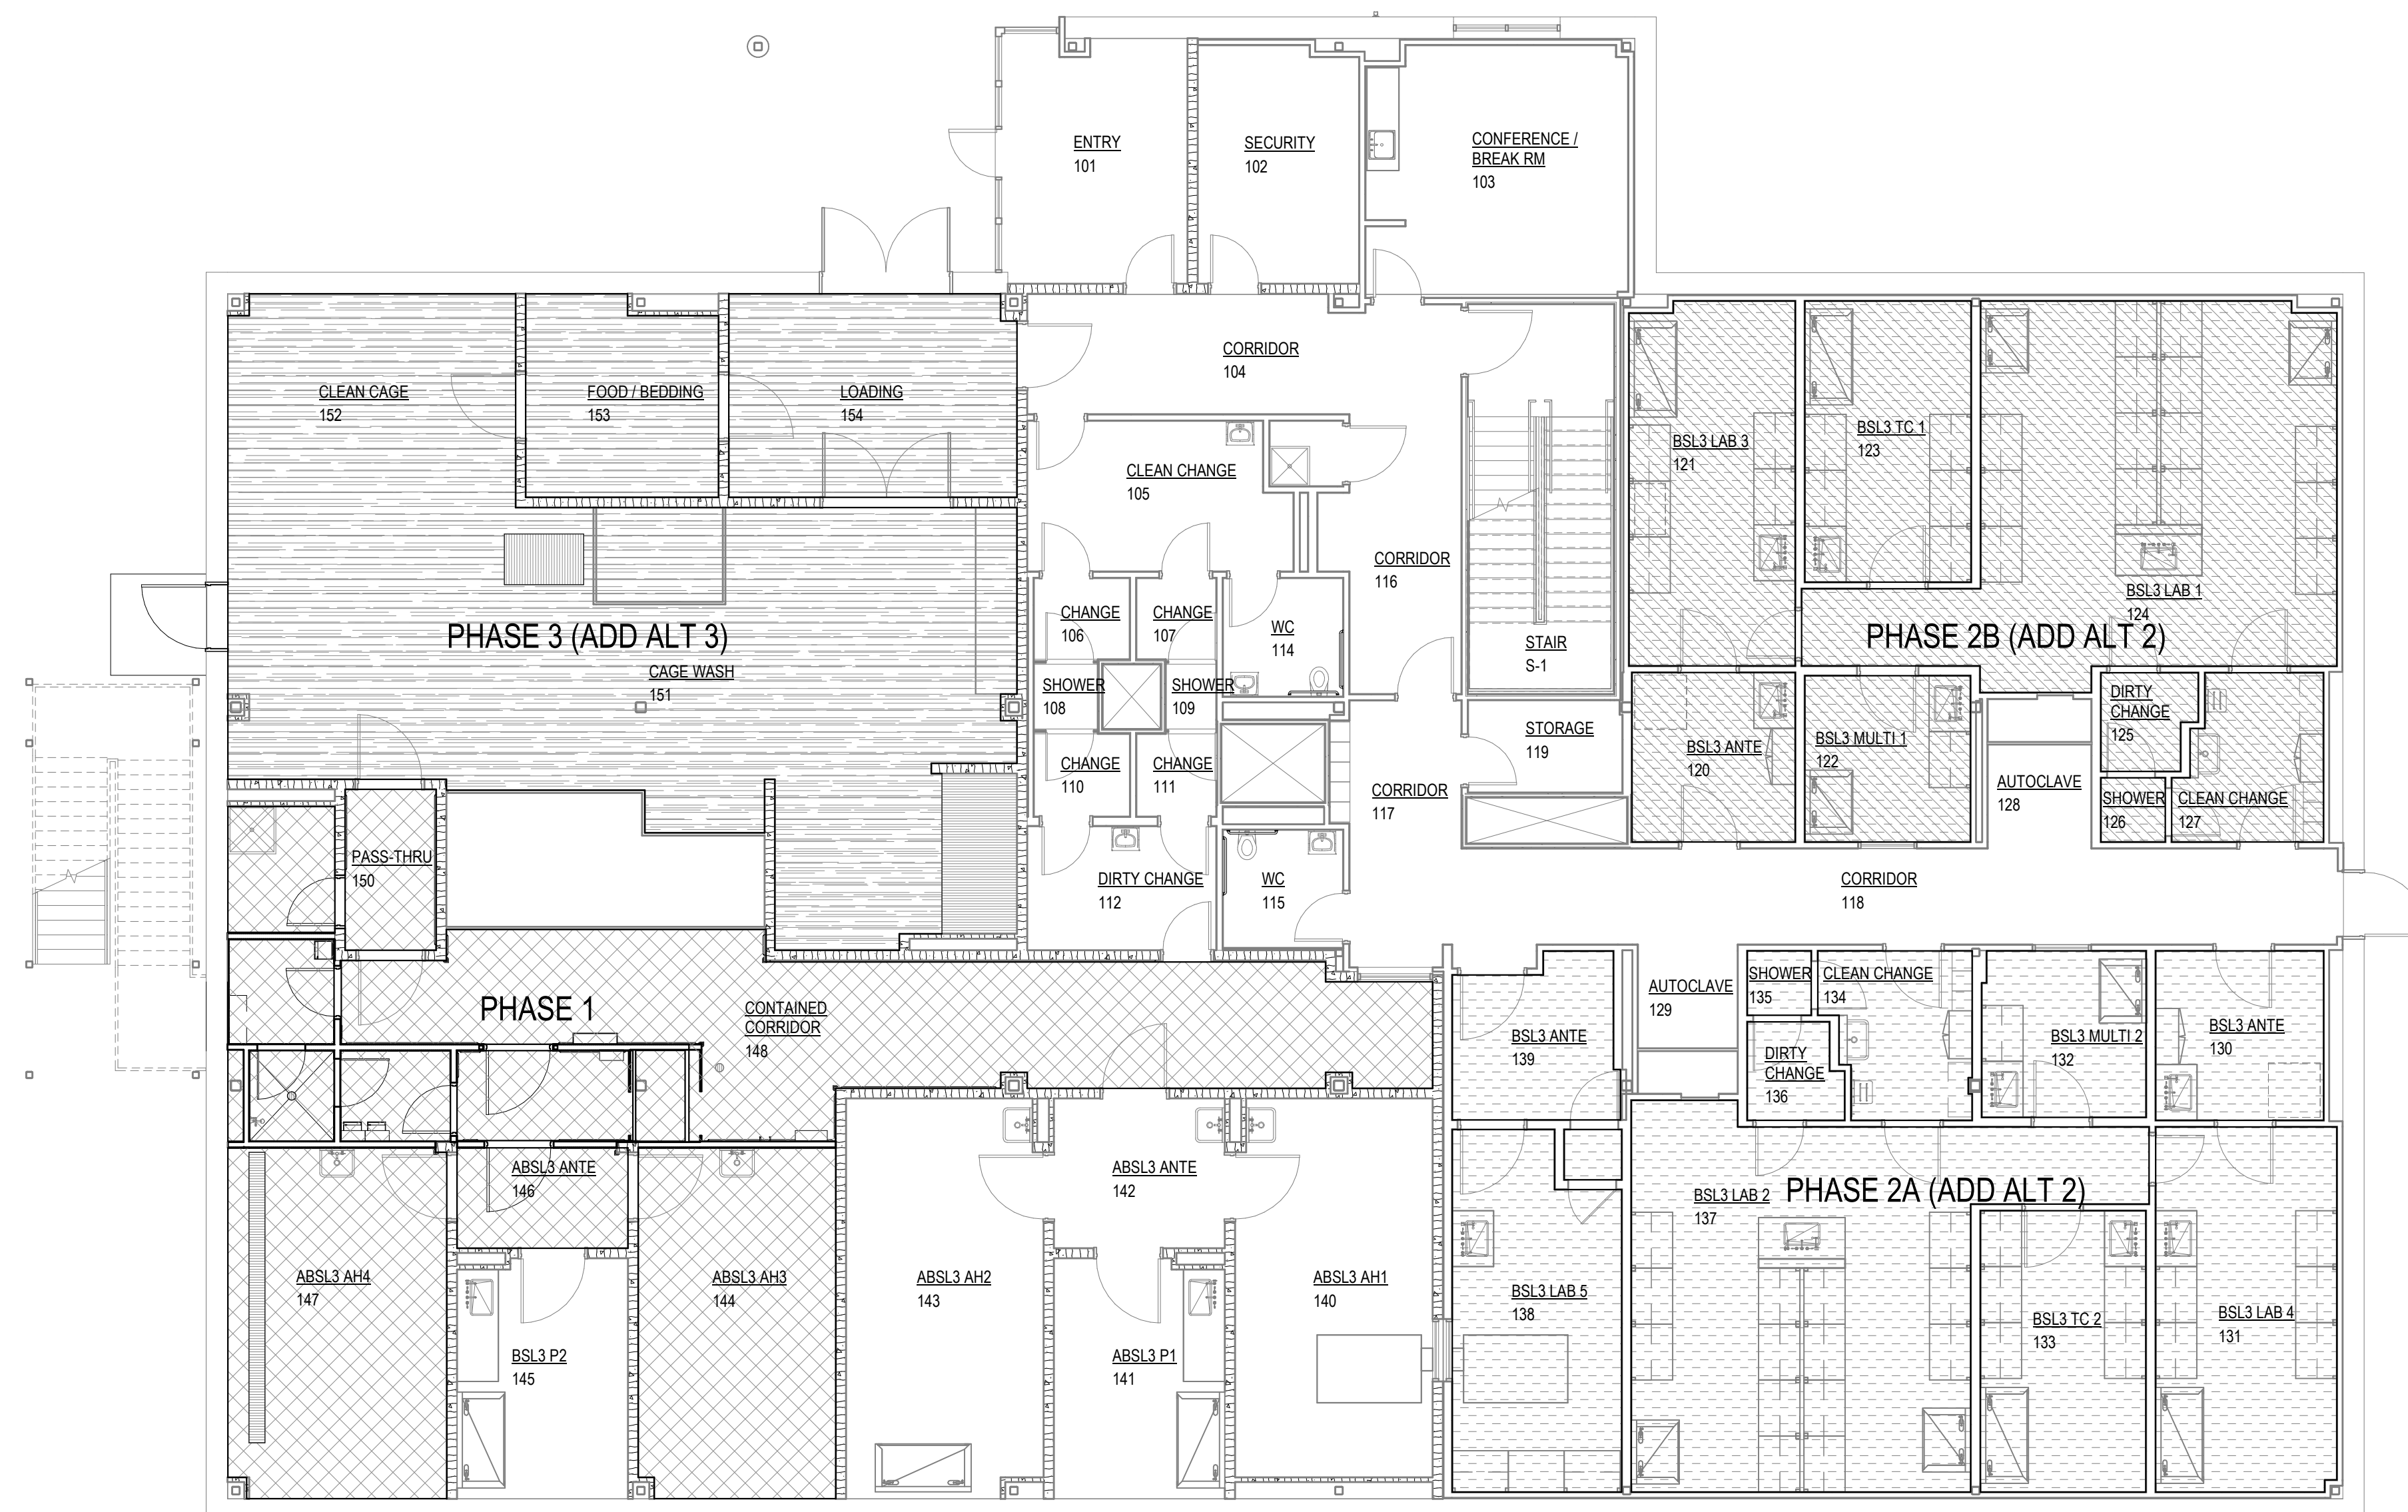 ENTRY
101
SECURITY
102
CONFERENCE /
BREAK RM
103
CORRIDOR
104
CLEAN CAGE
152
FOOD / BEDDING
153
LOADING
154
CLEAN CHANGE
105
BSL3 LAB 3
121
BSL3 TC 1
123
BSL3 LAB 1
124
CORRIDOR
116
PHASE 3 (ADD ALT 3)
CAGE WASH
151
CHANGE
106
CHANGE
107
WC
114
STAIR
S-1
PHASE 2B (ADD ALT 2)
SHOWER
108
SHOWER
109
STORAGE
119
BSL3 ANTE
120
BSL3 MULTI 1
122
DIRTY
CHANGE
125
CHANGE
110
CHANGE
111
CORRIDOR
117
AUTOCLAVE
128
SHOWER
126
CLEAN CHANGE
127
PASS-THRU
150
DIRTY CHANGE
112
WC
115
CORRIDOR
118
PHASE 1
CONTAINED
CORRIDOR
148
BSL3 ANTE
139
AUTOCLAVE
129
SHOWER
135
CLEAN CHANGE
134
DIRTY
CHANGE
136
BSL3 MULTI 2
132
BSL3 ANTE
130
ABSL3 ANTE
146
ABSL3 ANTE
142
BSL3 LAB 2
137
PHASE 2A (ADD ALT 2)
ABSL3 AH4
147
ABSL3 AH3
144
ABSL3 AH2
143
ABSL3 AH1
140
BSL3 LAB 5
138
BSL3 TC 2
133
BSL3 LAB 4
131
BSL3 P2
145
ABSL3 P1
141